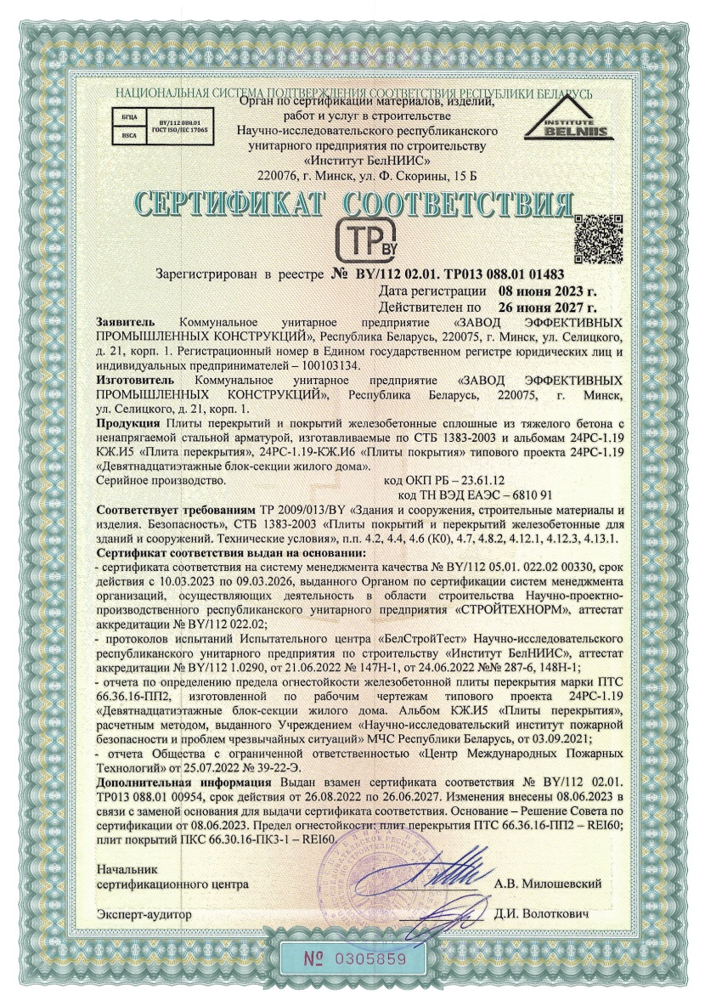 НАЦИОНАЛЬНАЯ СИСТЕМА ПОДТВЕРЖДЕНИЯ СООТВЕТСТВИЯ РЕСПУБЛИКИ БЕЛАРУСЬ
БГЦА
BSCA
BY/112 088.01
ГОСТ ISO/IEC 17065
Орган по сертификации материалов, изделий,
работ и услуг в строительстве
Научно-исследовательского республиканского
унитарного предприятия по строительству
«Институт БелНИИС»
220076, г. Минск, ул. Ф. Скорины, 15 Б
INSTITUTE
BELNIIS
СЕРТИФИКАТ СООТВЕТСТВИЯ
ТР BY
Зарегистрирован в реестре № BY/112 02.01. ТР013 088.01 01483
Дата регистрации 08 июня 2023 г.
Действителен по 26 июня 2027 г.
Заявитель Коммунальное унитарное предприятие «ЗАВОД ЭФФЕКТИВНЫХ
ПРОМЫШЛЕННЫХ КОНСТРУКЦИЙ», Республика Беларусь, 220075, г. Минск, ул. Селицкого,
д. 21, корп. 1. Регистрационный номер в Едином государственном регистре юридических лиц и
индивидуальных предпринимателей – 100103134.
Изготовитель Коммунальное унитарное предприятие «ЗАВОД ЭФФЕКТИВНЫХ
ПРОМЫШЛЕННЫХ КОНСТРУКЦИЙ», Республика Беларусь, 220075, г. Минск,
ул. Селицкого, д. 21, корп. 1.
Продукция Плиты перекрытий и покрытий железобетонные сплошные из тяжелого бетона с
ненапрягаемой стальной арматурой, изготавливаемые по СТБ 1383-2003 и альбомам 24РС-1.19
КЖ.И5 «Плита перекрытия», 24РС-1.19-КЖ.И6 «Плиты покрытия» типового проекта 24РС-1.19
«Девятнадцатиэтажные блок-секции жилого дома».
Серийное производство. код ОКП РБ – 23.61.12
код ТН ВЭД ЕАЭС – 6810 91
Соответствует требованиям ТР 2009/013/BY «Здания и сооружения, строительные материалы и
изделия. Безопасность», СТБ 1383-2003 «Плиты покрытий и перекрытий железобетонные для
зданий и сооружений. Технические условия», п.п. 4.2, 4.4, 4.6 (К0), 4.7, 4.8.2, 4.12.1, 4.12.3, 4.13.1.
Сертификат соответствия выдан на основании:
- сертификата соответствия на систему менеджмента качества № BY/112 05.01. 022.02 00330, срок
действия с 10.03.2023 по 09.03.2026, выданного Органом по сертификации систем менеджмента
организаций, осуществляющих деятельность в области строительства Научно-проектно-
производственного республиканского унитарного предприятия «СТРОЙТЕХНОРМ», аттестат
аккредитации № BY/112 022.02;
- протоколов испытаний Испытательного центра «БелСтройТест» Научно-исследовательского
республиканского унитарного предприятия по строительству «Институт БелНИИС», аттестат
аккредитации № BY/112 1.0290, от 21.06.2022 № 147Н-1, от 24.06.2022 №№ 287-6, 148Н-1;
- отчета по определению предела огнестойкости железобетонной плиты перекрытия марки ПТС
66.36.16-ПП2, изготовленной по рабочим чертежам типового проекта 24РС-1.19
«Девятнадцатиэтажные блок-секции жилого дома. Альбом КЖ.И5 «Плиты перекрытия»,
расчетным методом, выданного Учреждением «Научно-исследовательский институт пожарной
безопасности и проблем чрезвычайных ситуаций» МЧС Республики Беларусь, от 03.09.2021;
- отчета Общества с ограниченной ответственностью «Центр Международных Пожарных
Технологий» от 25.07.2022 № 39-22-Э.
Дополнительная информация Выдан взамен сертификата соответствия № BY/112 02.01.
ТР013 088.01 00954, срок действия от 26.08.2022 по 26.06.2027. Изменения внесены 08.06.2023 в
связи с заменой основания для выдачи сертификата соответствия. Основание – Решение Совета по
сертификации от 08.06.2023. Предел огнестойкости: плит перекрытия ПТС 66.36.16-ПП2 – REI60;
плит покрытий ПКС 66.30.16-ПК3-1 – REI60.
Начальник
сертификационного центра А.В. Милошевский
Эксперт-аудитор Д.И. Волоткович
№ 0305859